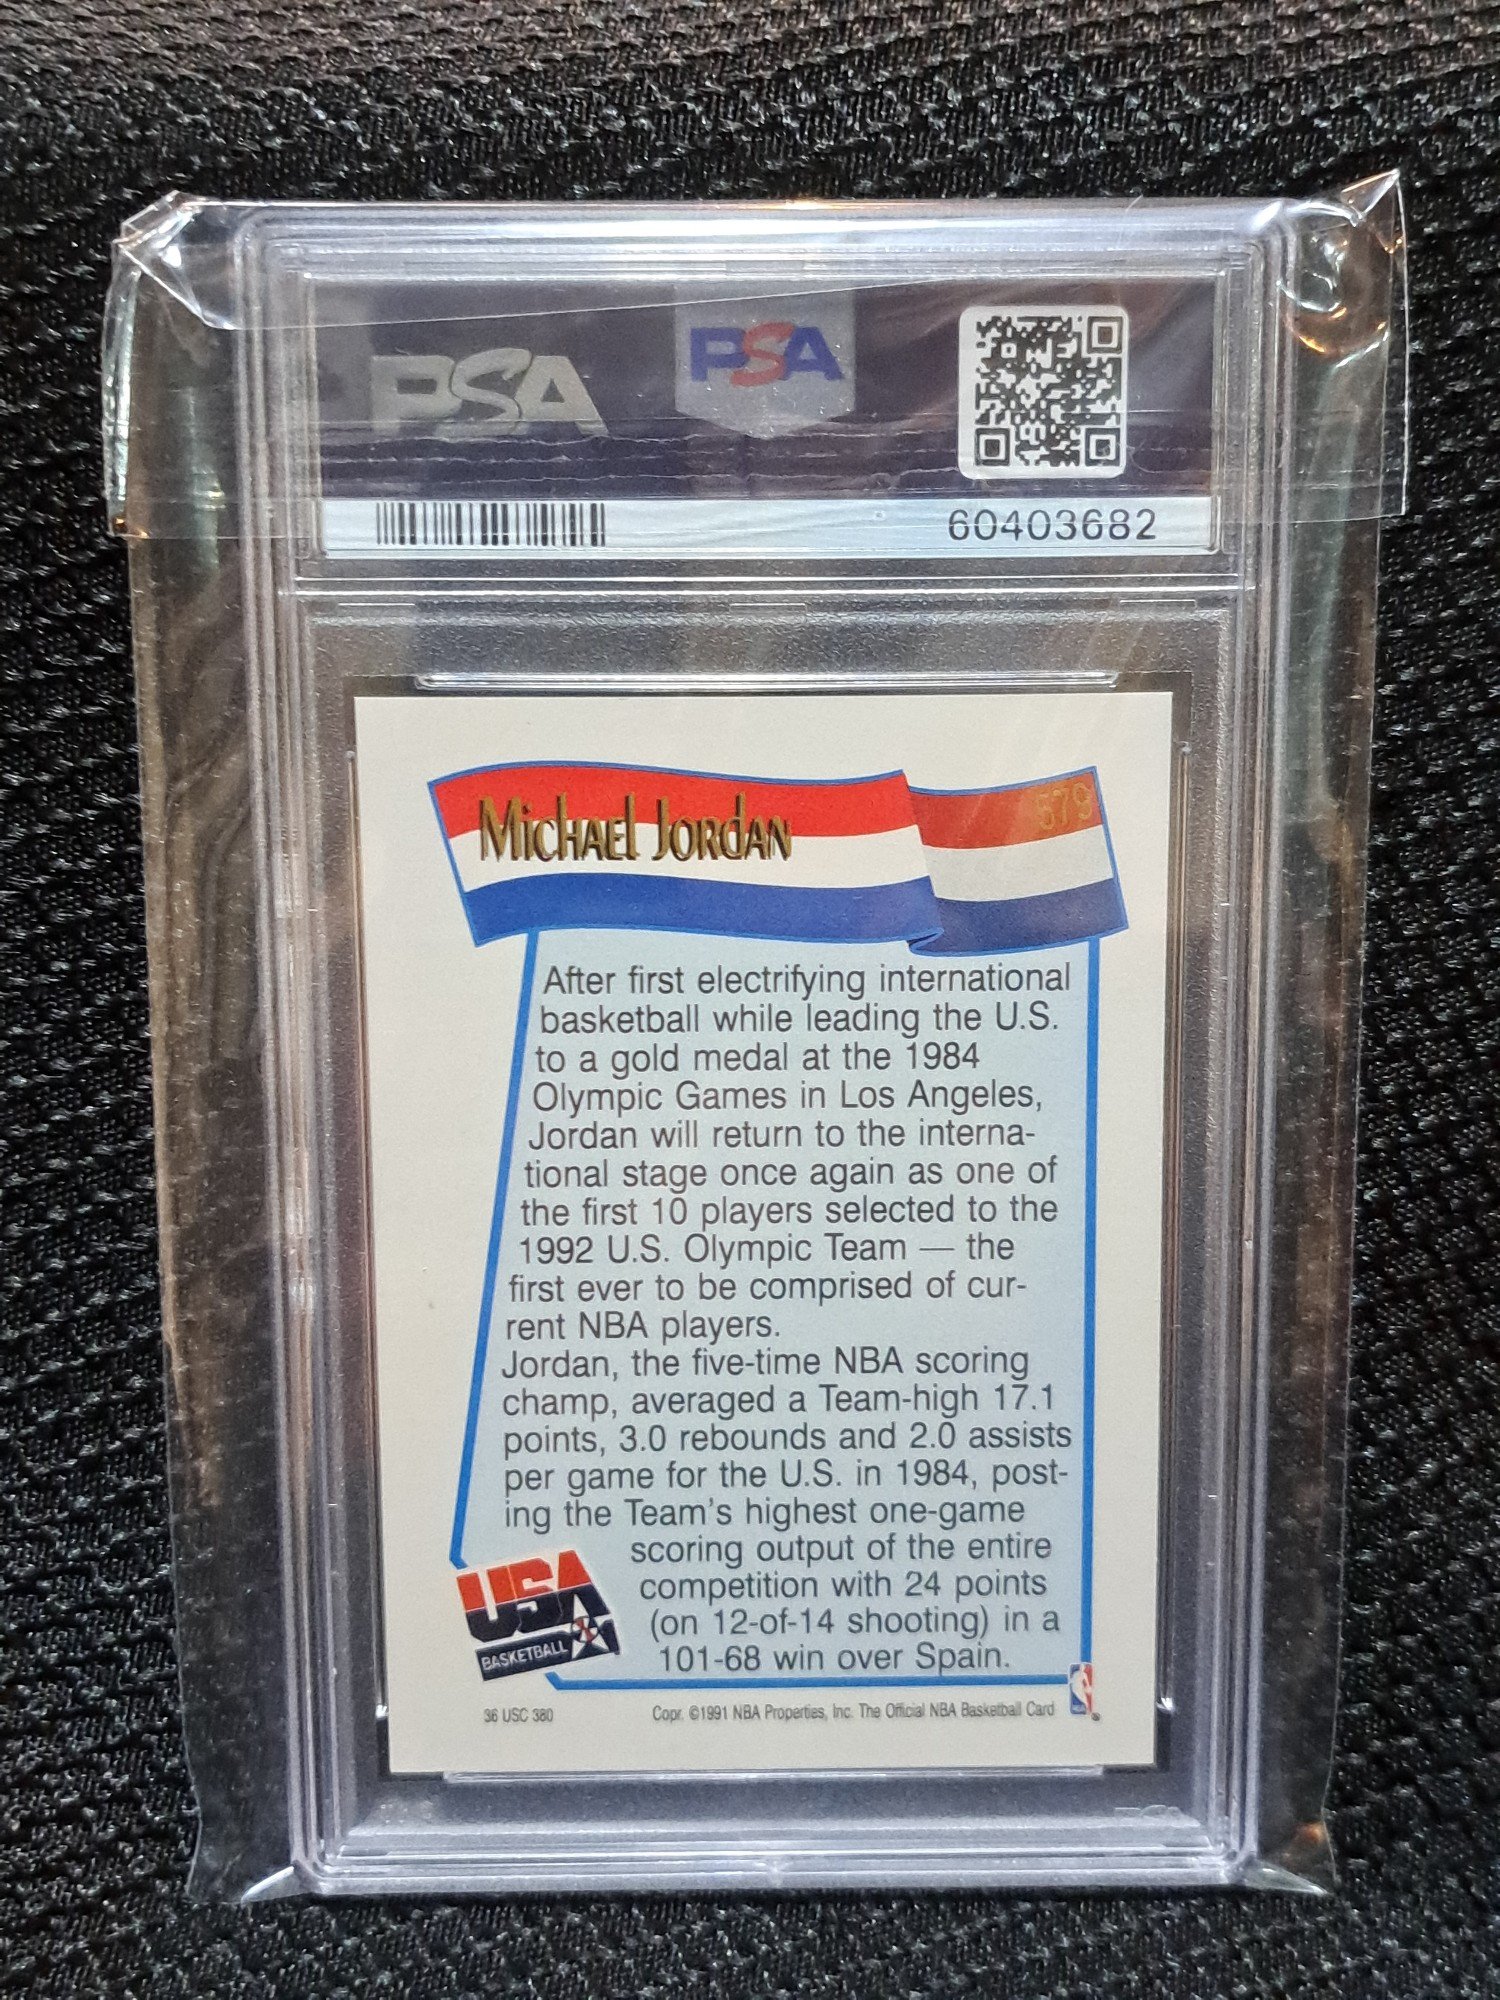 PSA
PSA
60403682
Michael Jordan
579
After first electrifying international
basketball while leading the U.S.
to a gold medal at the 1984
Olympic Games in Los Angeles,
Jordan will return to the interna-
tional stage once again as one of
the first 10 players selected to the
1992 U.S. Olympic Team — the
first ever to be comprised of cur-
rent NBA players.
Jordan, the five-time NBA scoring
champ, averaged a Team-high 17.1
points, 3.0 rebounds and 2.0 assists
per game for the U.S. in 1984, post-
ing the Team's highest one-game
scoring output of the entire
competition with 24 points
(on 12-of-14 shooting) in a
101-68 win over Spain.
USA
BASKETBALL
36 USC 380
Copr. ©1991 NBA Properties, Inc. The Official NBA Basketball Card
®